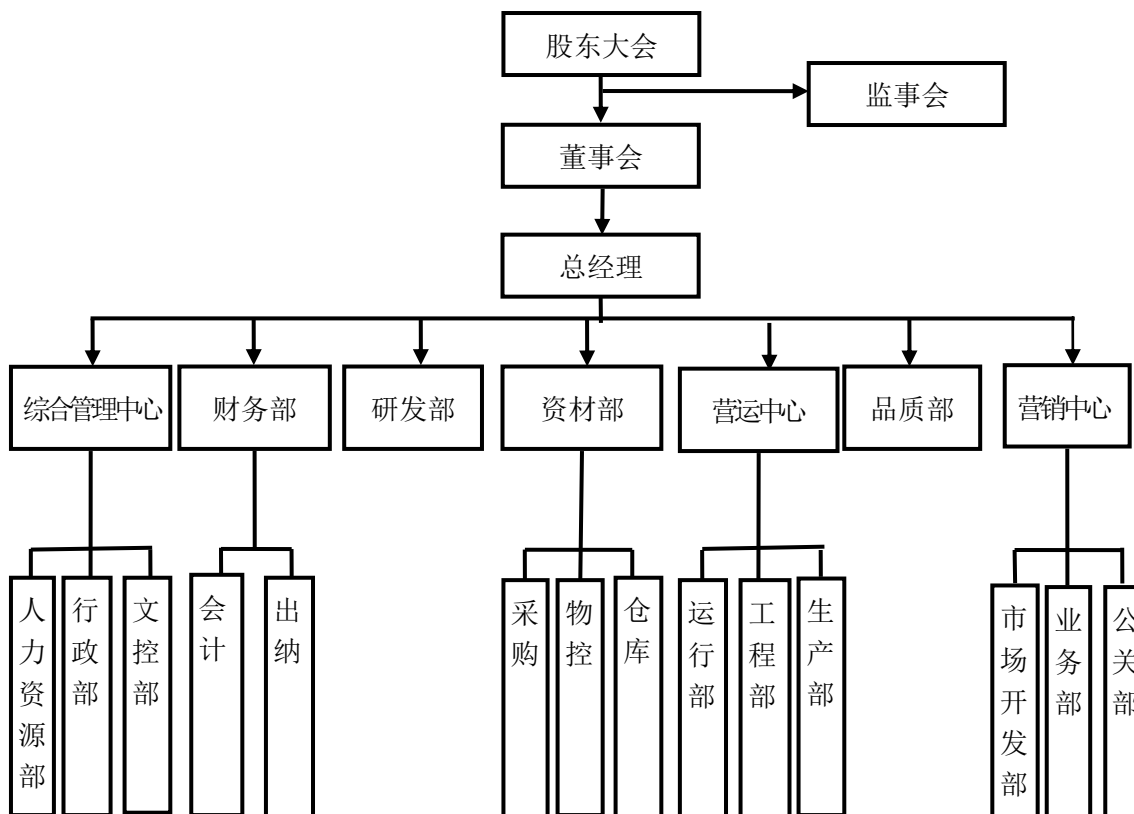 股东大会
监事会
董事会
总经理
综合管理中心
财务部
研发部
资材部
营运中心
品质部
营销中心
人力资源部
行政部
文控部
会计
出纳
采购
物控
仓库
运行部
工程部
生产部
市场开发部
业务部
公关部